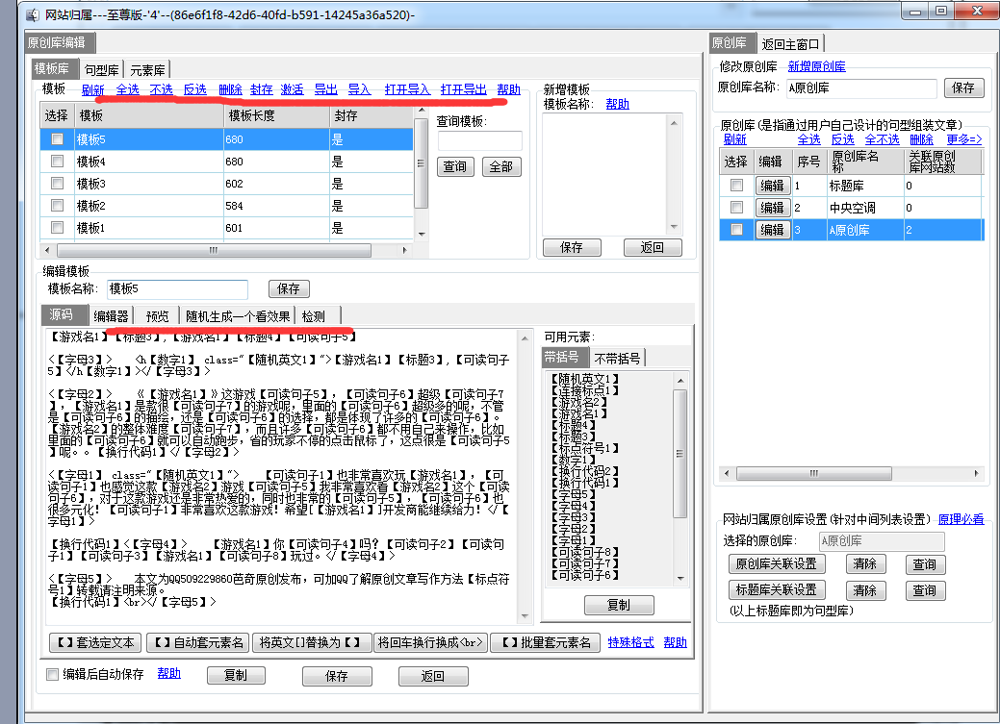 网站归属---至尊版-'4'--(86e6f1f8-42d6-40fd-b591-14245a36a520)-
原创库编辑
模板库 句型库 元素库
模板 刷新 全选 不选 反选 删除 封存 激活 导出 导入 打开导入 打开导出 帮助
选择 模板 模板长度 封存
模板5 680 是
模板4 680 是
模板3 602 是
模板2 584 是
模板1 601 是
查询模板:
查询 全部
新增模板
模板名称: 帮助
保存 返回
编辑模板
模板名称: 模板5 保存
源码 编辑器 预览 随机生成一个看效果 检测
【游戏名1】【标题3】,【游戏名1】【标题4】【可读句子5】
<【字母3】> <h【数字1】 class="【随机英文1】">【游戏名1】【标题3】,【可读句子
5】</h【数字1】></【字母3】>
<【字母2】> 《【游戏名1】》这游戏【可读句子5】，【可读句子6】超级【可读句子7
】，【游戏名1】是款很【可读句子7】的游戏呢，里面的【可读句子6】超级多的呢，不管
是【可读句子6】的描绘，还是【可读句子6】的选择，都是体现了许多的【可读句子6】。
【游戏名2】的整体难度【可读句子7】，而且许多【可读句子6】都不用自己来操作，比如
里面的【可读句子6】就可以自动跑步，省的玩家不停的点击鼠标了，这点很是【可读句子5
】呢。。【换行代码1】</【字母2】>
<【字母1】 class="【随机英文1】"> 【可读句子1】也非常喜欢玩【游戏名1】，【可
读句子1】也感觉这款【游戏名2】游戏【可读句子5】我非常喜欢看【游戏名2】这个【可读
句子6】，对于这款游戏还是非常热爱的，同时也非常的【可读句子5】，【可读句子6】也
很多元化！【可读句子1】非常喜欢这款游戏！希望[【游戏名1】]开发商能继续给力！</【
字母1】>
【换行代码1】<【字母4】> 【游戏名1】你【可读句子4】吗？【可读句子2】【可读句
子1】【可读句子3】【游戏名1】【可读句子8】玩过。</【字母4】>
<【字母5】> 本文为QQ509229860芭奇原创发布，可加QQ了解原创文章写作方法【标点符
号1】转载请注明来源。
【换行代码1】<br></【字母5】>
可用元素:
带括号 不带括号
【随机英文1】
【连接标点1】
【游戏名2】
【游戏名1】
【标题4】
【标题3】
【标点符号1】
【数字1】
【换行代码2】
【换行代码1】
【字母5】
【字母4】
【字母3】
【字母2】
【字母1】
【可读句子8】
【可读句子7】
【可读句子6】
复制
【】套选定文本 【】自动套元素名 将英文[]替换为【】 将回车换行换成<br> 【】批量套元素名 特殊格式 帮助
编辑后自动保存 帮助 复制 保存 返回
原创库 返回主窗口
修改原创库 新增原创库
原创库名称: A原创库 保存
原创库(是指通过用户自己设计的句型组装文章)
刷新 全选 反选 全不选 删除 更多=>
选择 编辑 序号 原创库名称 关联原创库网站数
编辑 1 标题库 0
编辑 2 中央空调 0
编辑 3 A原创库 2
网站归属原创库设置(针对中间列表设置) 原理必看
选择的原创库: A原创库
原创库关联设置 清除 查询
标题库关联设置 清除 查询
(以上标题库即为句型库)